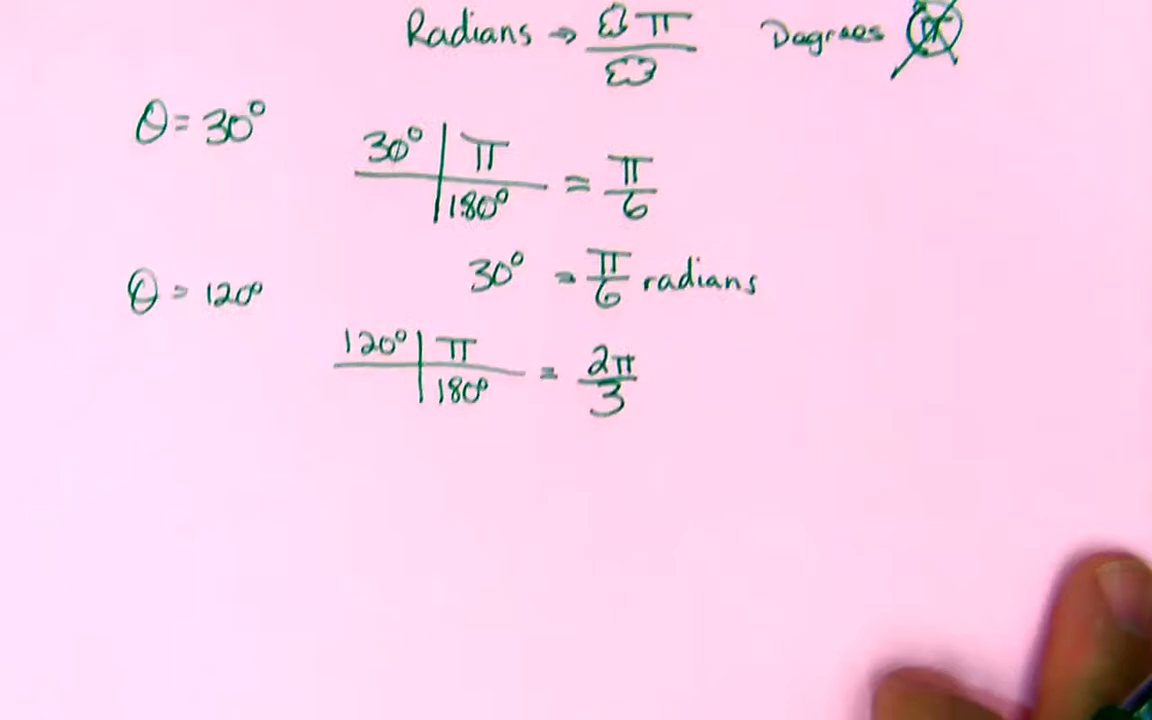 Radians → π Degrees π
θ = 30°
30° | π
180° = π/6
30° = π/6 radians
θ = 120°
120° | π
180° = 2π/3